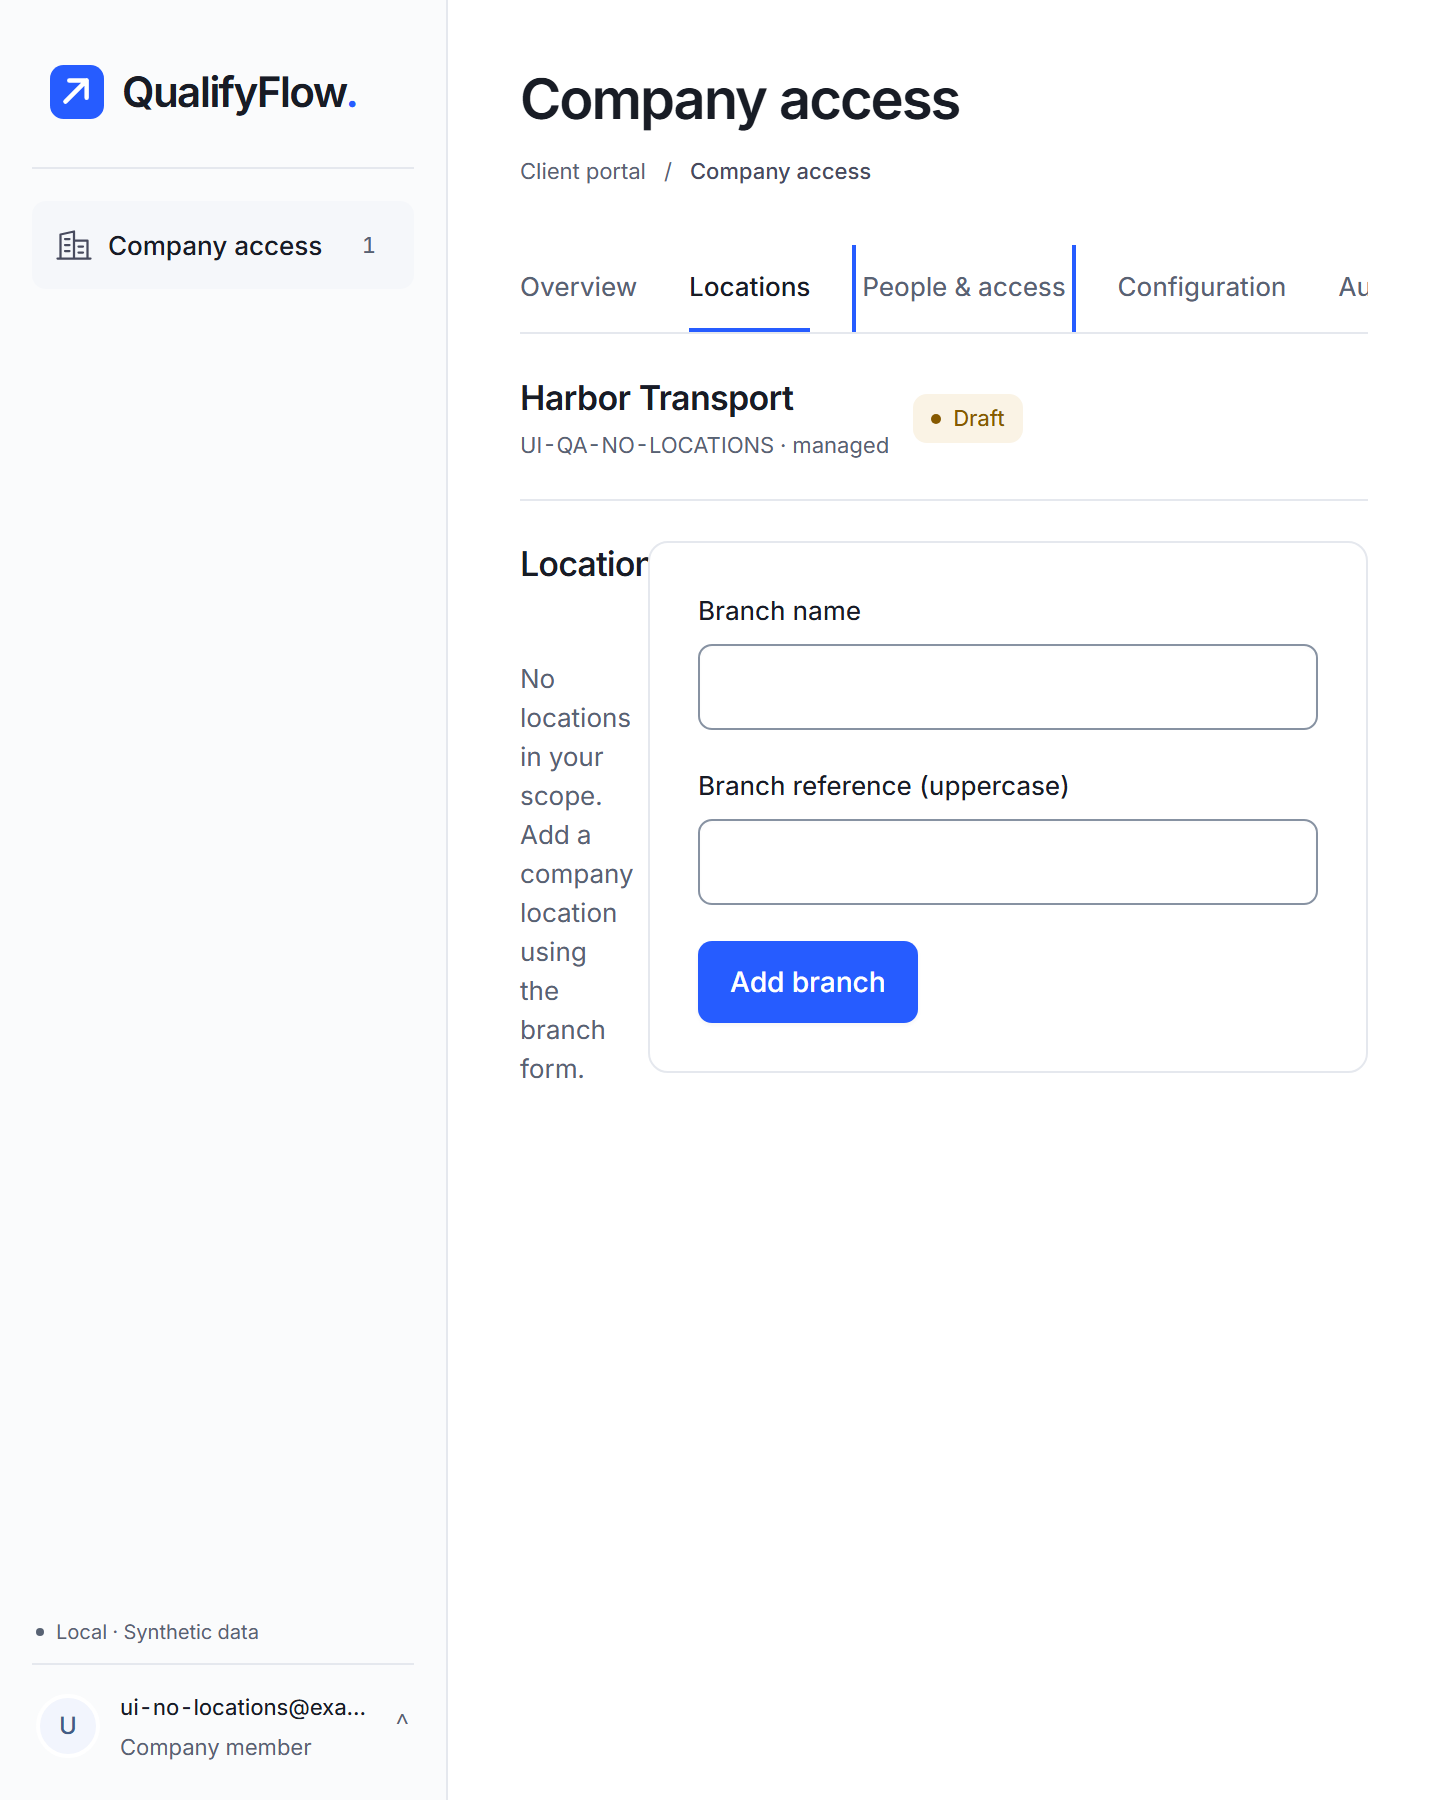 QualifyFlow.
Company access 1
Company access
Client portal / Company access
Overview Locations People & access Configuration Au
Harbor Transport
UI-QA-NO-LOCATIONS · managed
Draft
Location
No
locations
in your
scope.
Add a
company
location
using
the
branch
form.
Branch name
Branch reference (uppercase)
Add branch
Local · Synthetic data
U
ui-no-locations@exa...
Company member